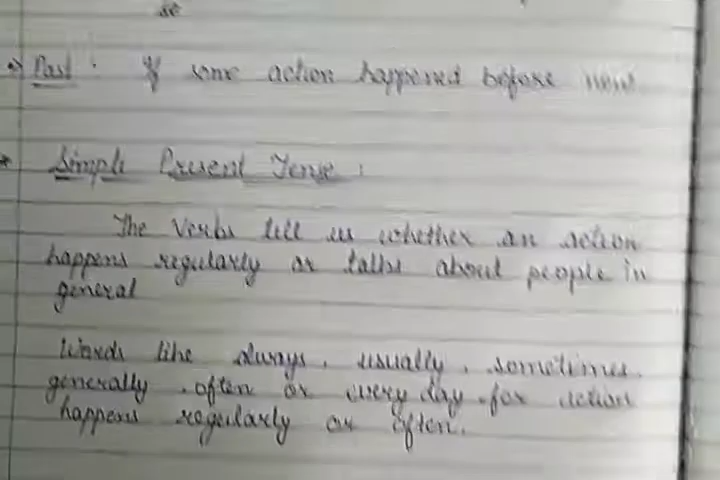 Past : If some action happened before now
Simple Present Tense :
The Verbs tell us whether an action
happens regularly or talks about people in
general
Words like always, usually, sometimes,
generally, often or every day for action
happens regularly or often.